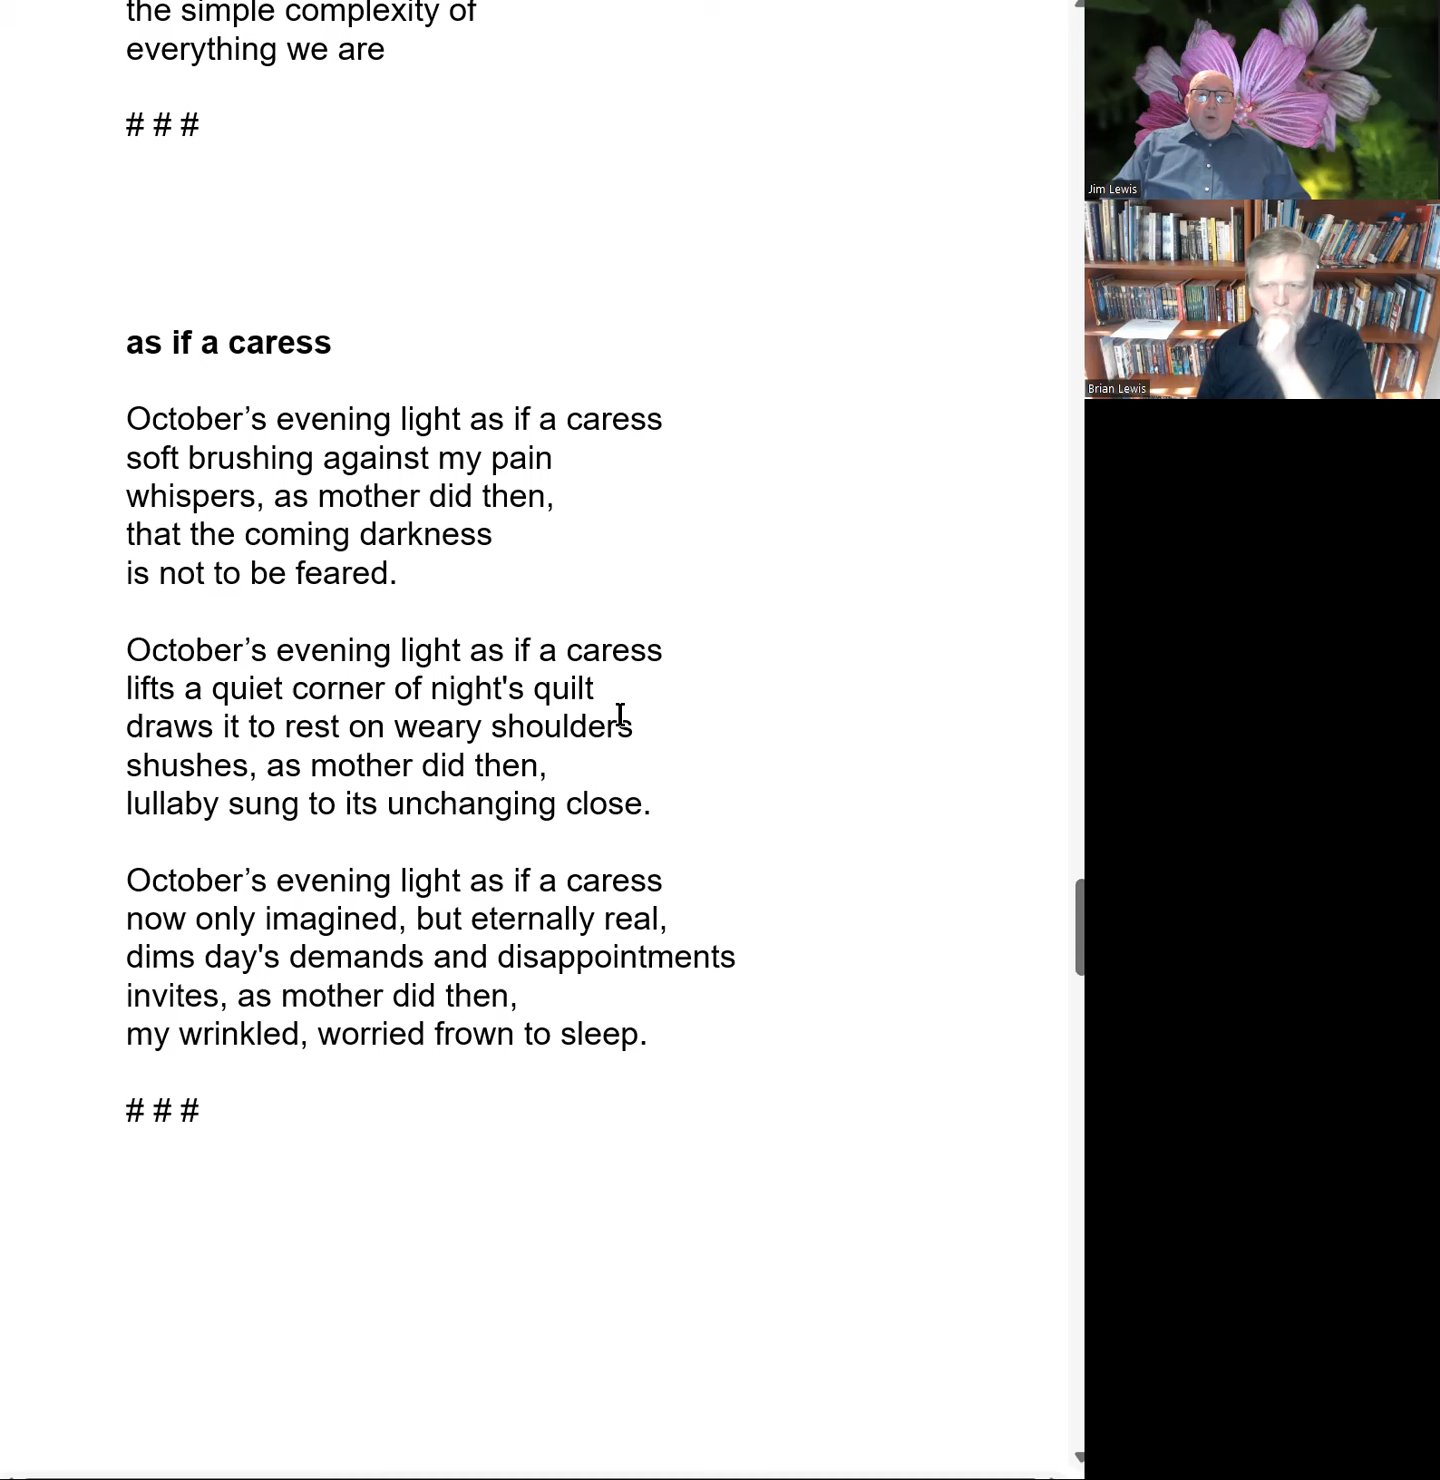 the simple complexity of
everything we are
# # #
as if a caress
October’s evening light as if a caress
soft brushing against my pain
whispers, as mother did then,
that the coming darkness
is not to be feared.
October’s evening light as if a caress
lifts a quiet corner of night's quilt
draws it to rest on weary shoulders
shushes, as mother did then,
lullaby sung to its unchanging close.
October’s evening light as if a caress
now only imagined, but eternally real,
dims day's demands and disappointments
invites, as mother did then,
my wrinkled, worried frown to sleep.
# # #
Jim Lewis
Brian Lewis